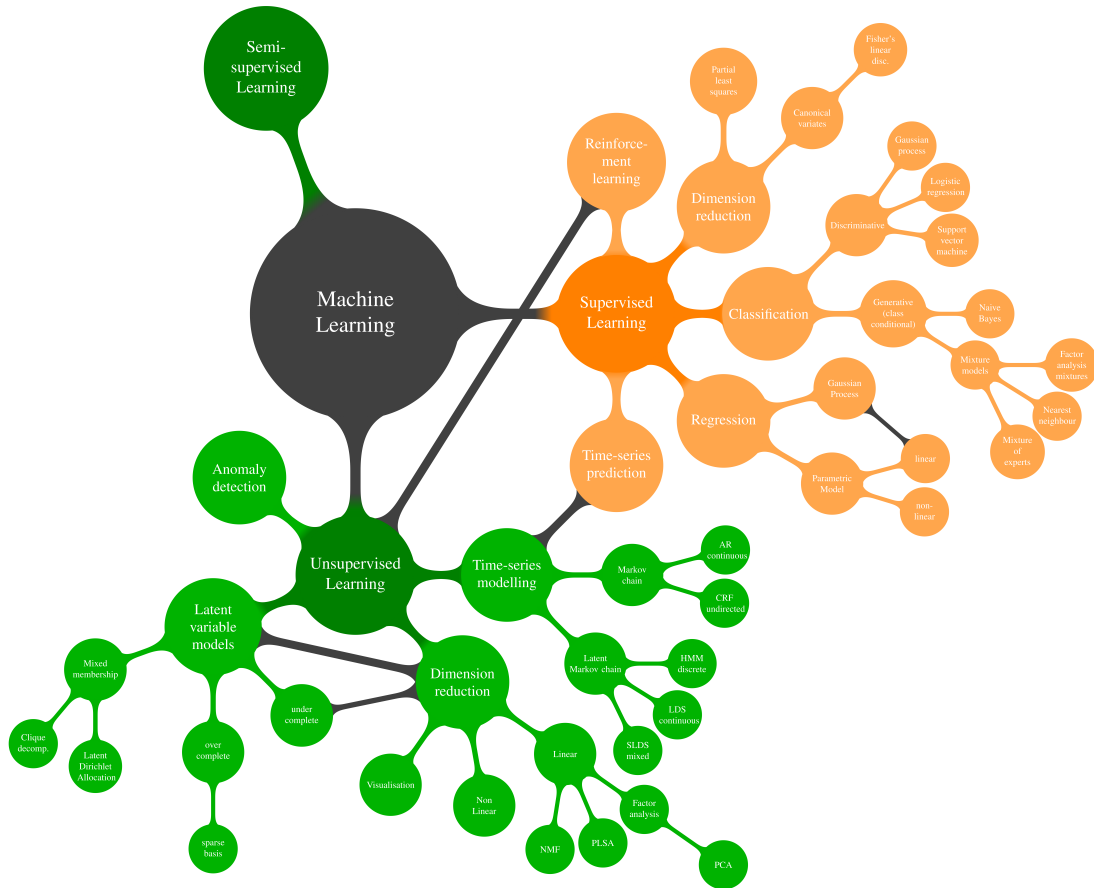 Semi-
supervised
Learning
Machine
Learning
Reinforce-
ment
learning
Partial
least
squares
Fisher's
linear
disc.
Canonical
variates
Dimension
reduction
Supervised
Learning
Gaussian
process
Logistic
regression
Discriminative
Support
vector
machine
Classification
Generative
(class
conditional)
Naive
Bayes
Mixture
models
Factor
analysis
mixtures
Nearest
neighbour
Mixture
of
experts
Regression
Gaussian
Process
linear
Parametric
Model
non-
linear
Time-series
prediction
Anomaly
detection
Unsupervised
Learning
Time-series
modelling
Markov
chain
AR
continuous
CRF
undirected
Latent
Markov chain
HMM
discrete
LDS
continuous
SLDS
mixed
Latent
variable
models
Mixed
membership
Clique
decomp.
Latent
Dirichlet
Allocation
over
complete
sparse
basis
under
complete
Dimension
reduction
Visualisation
Non
Linear
Linear
NMF
PLSA
Factor
analysis
PCA